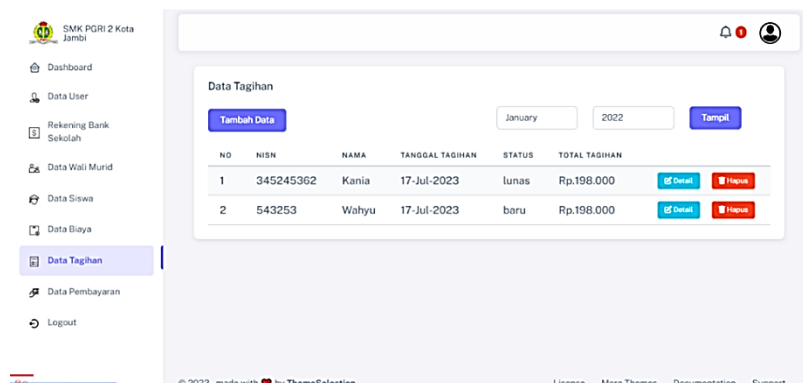 SMK PGRI 2 Kota
Jambi
Dashboard
Data User
Rekening Bank
Sekolah
Data Wali Murid
Data Siswa
Data Biaya
Data Tagihan
Data Pembayaran
Logout
1
Data Tagihan
Tambah Data
January
2022
Tampil
NO NISN NAMA TANGGAL TAGIHAN STATUS TOTAL TAGIHAN
1 345245362 Kania 17-Jul-2023 lunas Rp.198.000 Detail Hapus
2 543253 Wahyu 17-Jul-2023 baru Rp.198.000 Detail Hapus
© 2023, made with ❤ by ThemeSelection
License More Themes Documentation Support